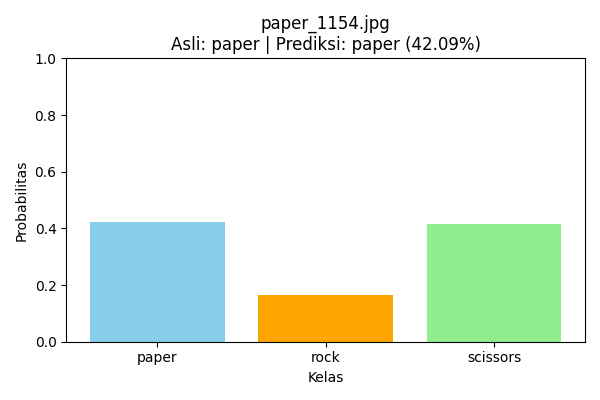 paper_1154.jpg
Asli: paper | Prediksi: paper (42.09%)
1.0
0.8
0.6
0.4
0.2
0.0
Probabilitas
paper rock scissors
Kelas